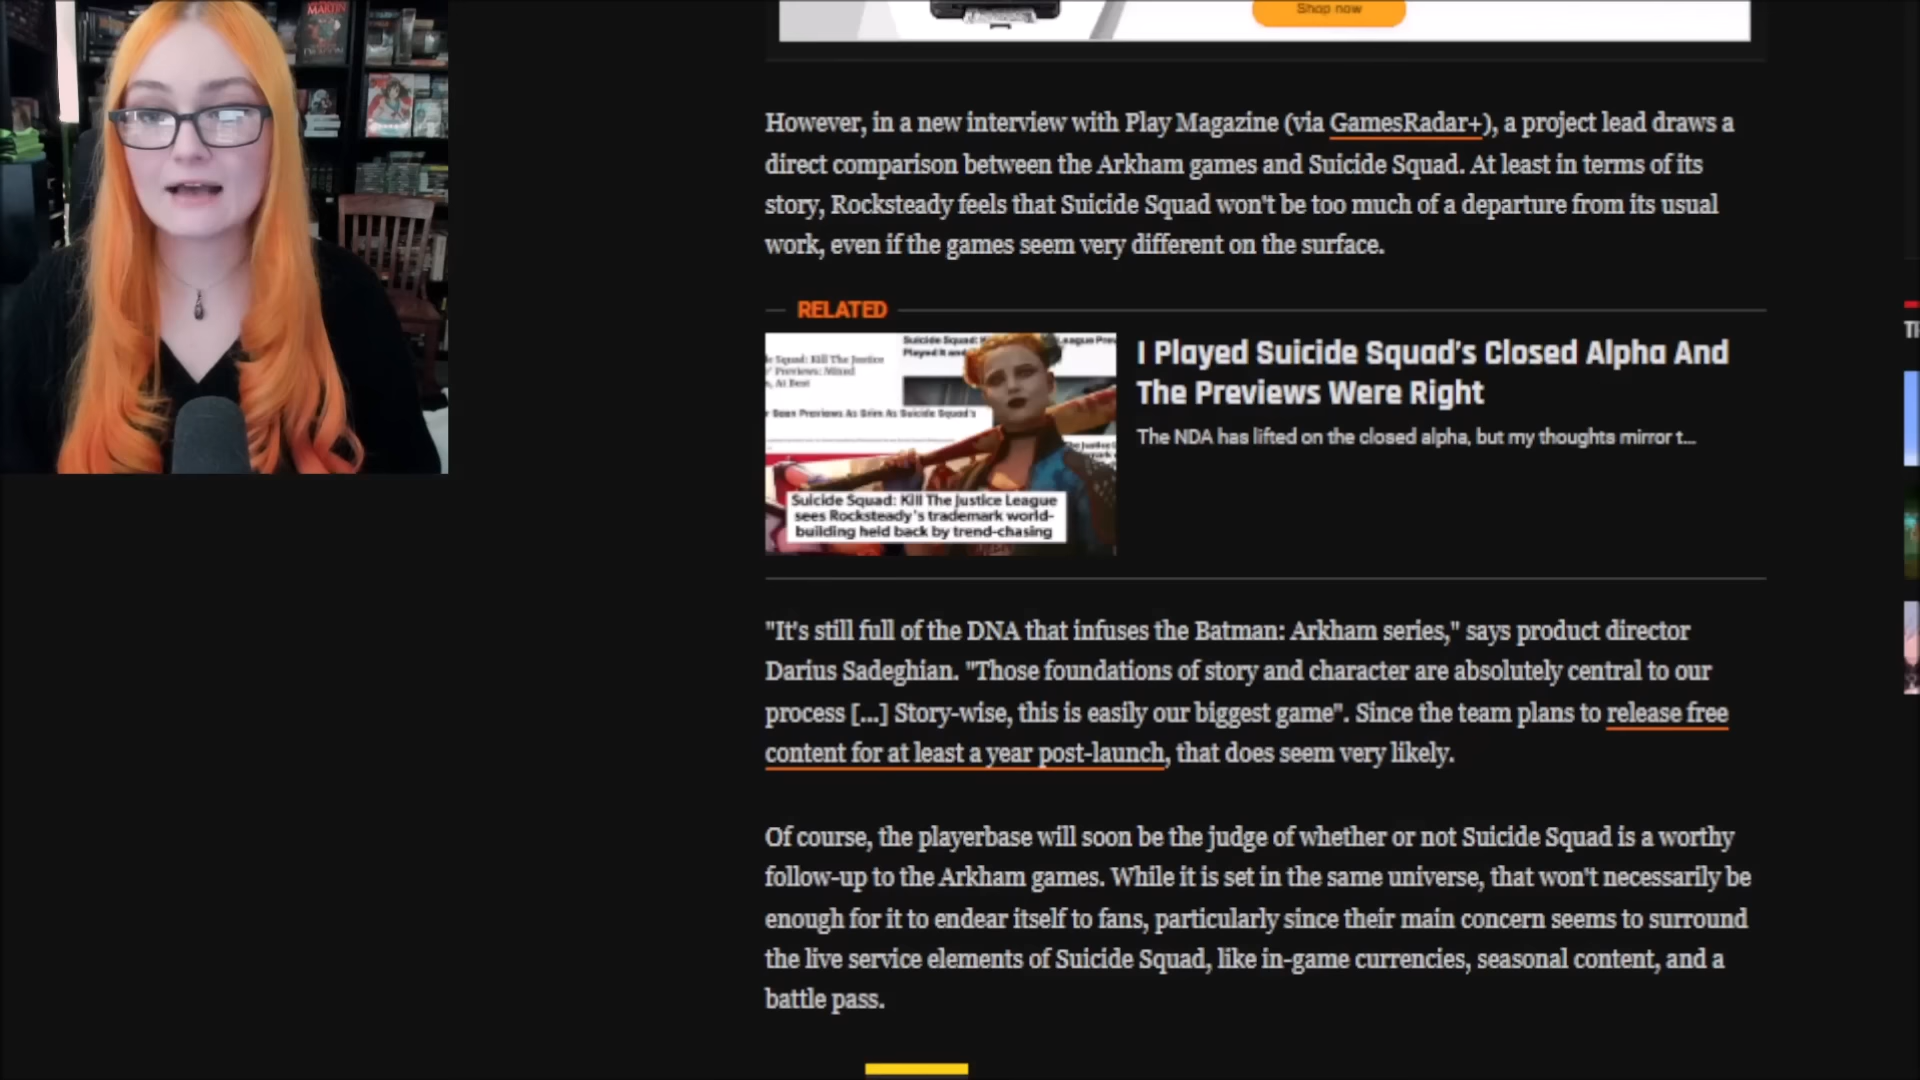 MARTIN
Shop now
However, in a new interview with Play Magazine (via GamesRadar+), a project lead draws a
direct comparison between the Arkham games and Suicide Squad. At least in terms of its
story, Rocksteady feels that Suicide Squad won't be too much of a departure from its usual
work, even if the games seem very different on the surface.
RELATED
I Played Suicide Squad's Closed Alpha And
The Previews Were Right
The NDA has lifted on the closed alpha, but my thoughts mirror t...
Suicide Squad:
Played It and
e Squad: Kill The Justice
' Previews: Mixed
, At Best
r Seen Previews As Grim As Suicide Squad's
Suicide Squad: Kill The Justice League
sees Rocksteady's trademark world-
building held back by trend-chasing
"It's still full of the DNA that infuses the Batman: Arkham series," says product director
Darius Sadeghian. "Those foundations of story and character are absolutely central to our
process [...] Story-wise, this is easily our biggest game". Since the team plans to release free
content for at least a year post-launch, that does seem very likely.
Of course, the playerbase will soon be the judge of whether or not Suicide Squad is a worthy
follow-up to the Arkham games. While it is set in the same universe, that won't necessarily be
enough for it to endear itself to fans, particularly since their main concern seems to surround
the live service elements of Suicide Squad, like in-game currencies, seasonal content, and a
battle pass.